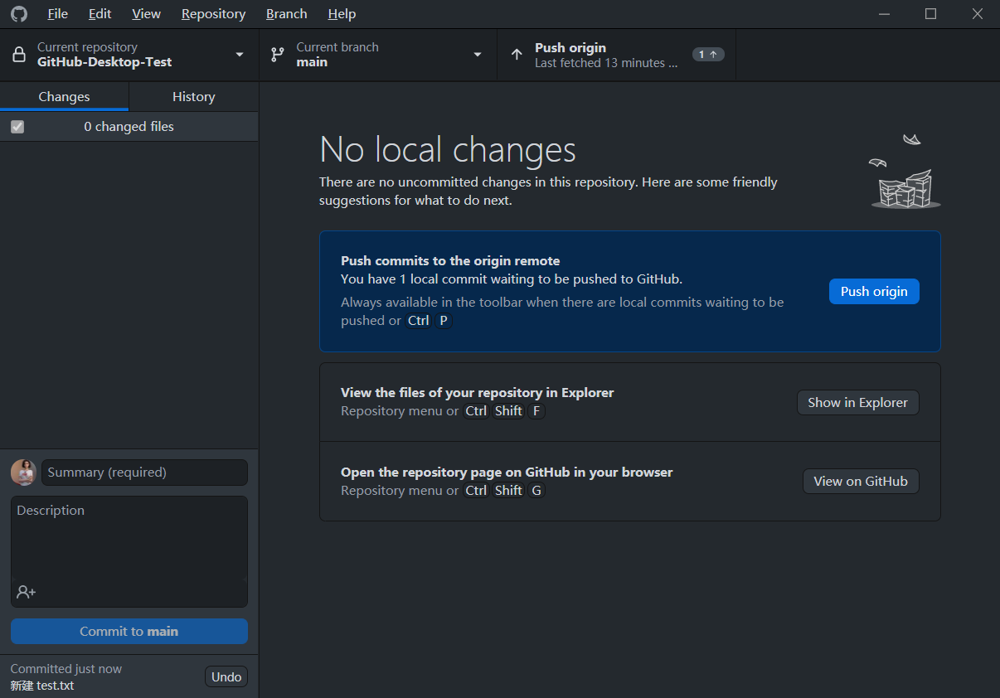 File Edit View Repository Branch Help
Current repository
GitHub-Desktop-Test
Current branch
main
Push origin
Last fetched 13 minutes ...
1
Changes
History
0 changed files
No local changes
There are no uncommitted changes in this repository. Here are some friendly
suggestions for what to do next.
Push commits to the origin remote
You have 1 local commit waiting to be pushed to GitHub.
Always available in the toolbar when there are local commits waiting to be
pushed or Ctrl P
Push origin
View the files of your repository in Explorer
Repository menu or Ctrl Shift F
Show in Explorer
Open the repository page on GitHub in your browser
Repository menu or Ctrl Shift G
View on GitHub
Summary (required)
Description
Commit to main
Committed just now
新建 test.txt
Undo